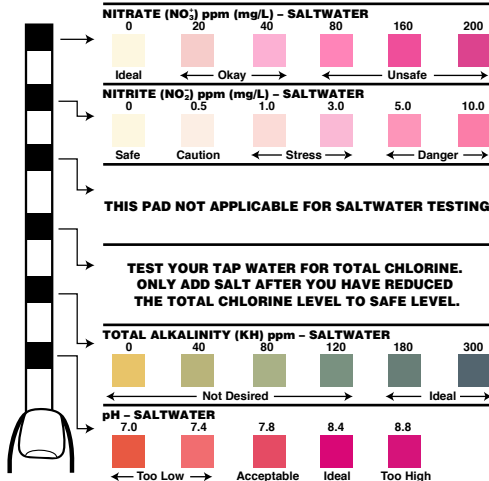 NITRATE (NO₃⁺) ppm (mg/L) – SALTWATER
0 20 40 80 160 200
Ideal Okay Unsafe
NITRITE (NO₂⁻) ppm (mg/L) – SALTWATER
0 0.5 1.0 3.0 5.0 10.0
Safe Caution Stress Danger
THIS PAD NOT APPLICABLE FOR SALTWATER TESTING
TEST YOUR TAP WATER FOR TOTAL CHLORINE.
ONLY ADD SALT AFTER YOU HAVE REDUCED
THE TOTAL CHLORINE LEVEL TO SAFE LEVEL.
TOTAL ALKALINITY (KH) ppm – SALTWATER
0 40 80 120 180 300
Not Desired Ideal
pH – SALTWATER
7.0 7.4 7.8 8.4 8.8
Too Low Acceptable Ideal Too High